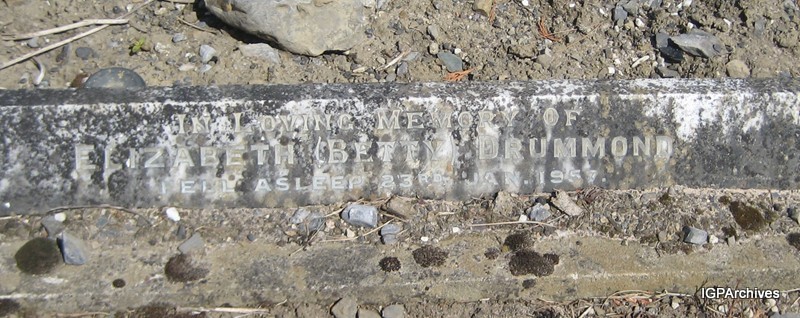 In Loving Memory of
Elizabeth (Betty) Drummond
Fell asleep 23rd Jan. 1957.
IGPArchives